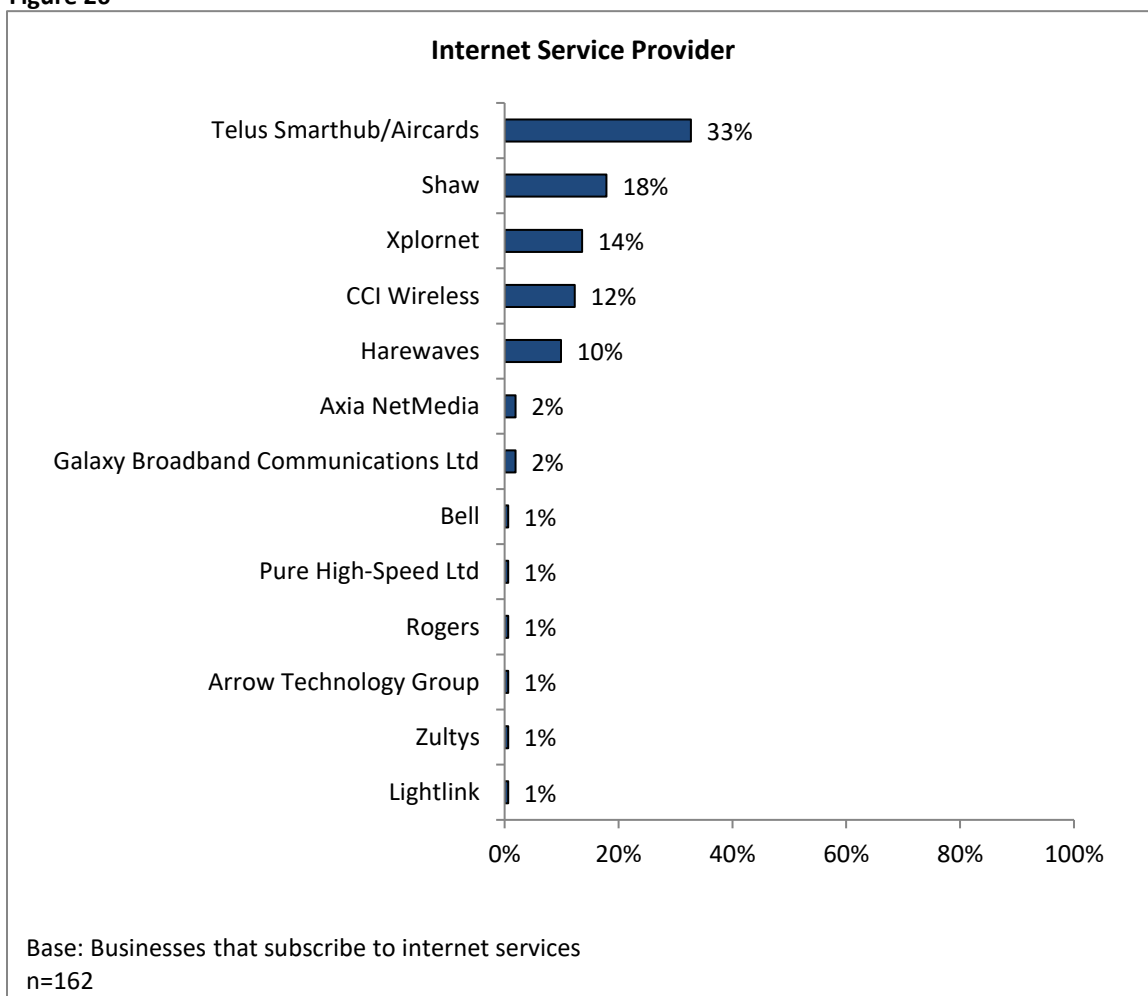 Internet Service Provider
Telus Smarthub/Aircards 33%
Shaw 18%
Xplornet 14%
CCI Wireless 12%
Harewaves 10%
Axia NetMedia 2%
Galaxy Broadband Communications Ltd 2%
Bell 1%
Pure High-Speed Ltd 1%
Rogers 1%
Arrow Technology Group 1%
Zultys 1%
Lightlink 1%
0% 20% 40% 60% 80% 100%
Base: Businesses that subscribe to internet services
n=162